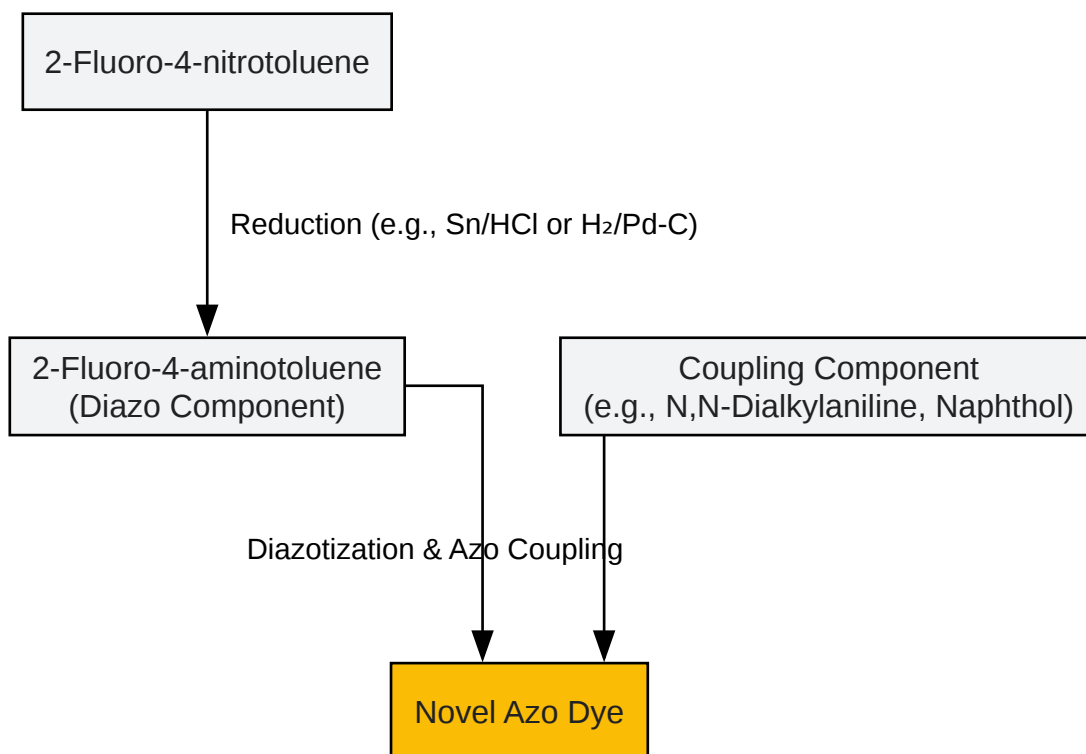 2-Fluoro-4-nitrotoluene
Reduction (e.g., Sn/HCl or H₂/Pd-C)
2-Fluoro-4-aminotoluene
(Diazo Component)
Coupling Component
(e.g., N,N-Dialkylaniline, Naphthol)
Diazotization & Azo Coupling
Novel Azo Dye